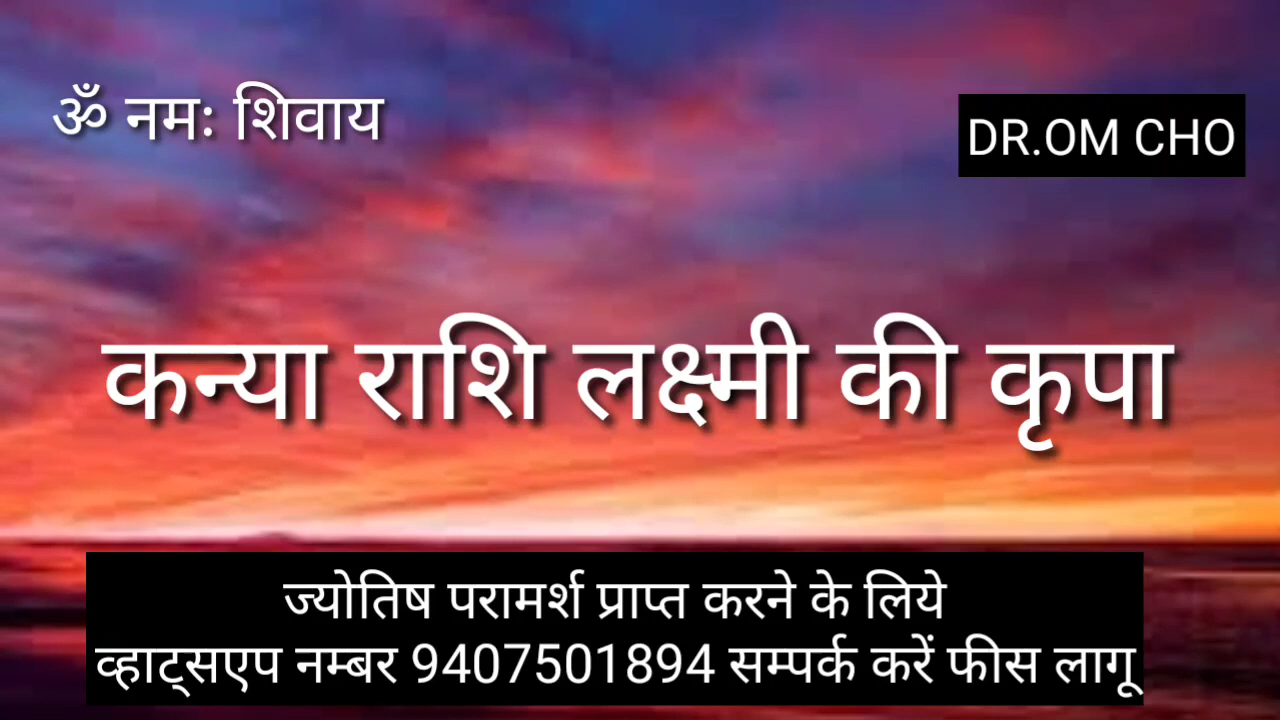 ॐ नमः शिवाय
DR.OM CHO
कन्या राशि लक्ष्मी की कृपा
ज्योतिष परामर्श प्राप्त करने के लिये
व्हाट्सएप नम्बर 9407501894 सम्पर्क करें फीस लागू